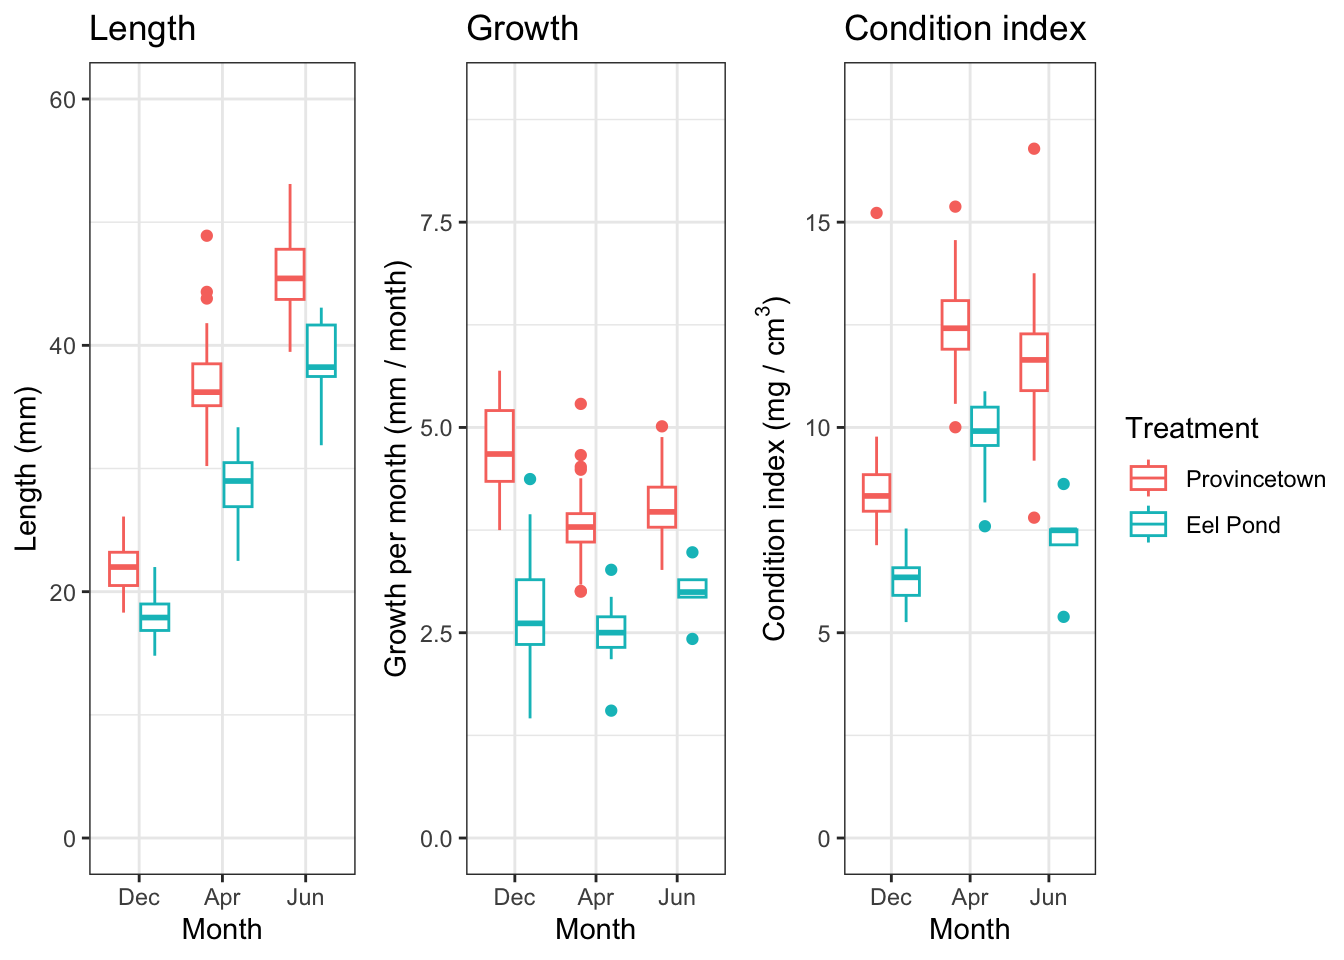 Length
Growth
Condition index
Length (mm)
60
40
20
0
Dec
Apr
Jun
Month
Growth per month (mm / month)
7.5
5.0
2.5
0.0
Dec
Apr
Jun
Month
Condition index (mg / cm³)
15
10
5
0
Dec
Apr
Jun
Month
Treatment
Provincetown
Eel Pond